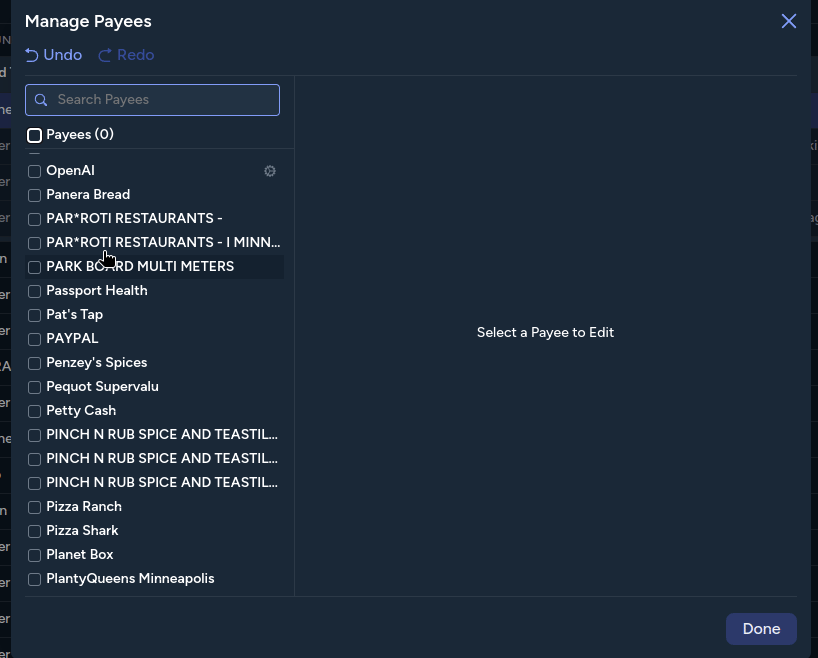 Manage Payees
Undo Redo
Search Payees
Payees (0)
OpenAI
Panera Bread
PAR*ROTI RESTAURANTS -
PAR*ROTI RESTAURANTS - I MINN...
PARK BOARD MULTI METERS
Passport Health
Pat's Tap
PAYPAL
Penzey's Spices
Pequot Supervalu
Petty Cash
PINCH N RUB SPICE AND TEASTIL...
PINCH N RUB SPICE AND TEASTIL...
PINCH N RUB SPICE AND TEASTIL...
Pizza Ranch
Pizza Shark
Planet Box
PlantyQueens Minneapolis
Select a Payee to Edit
Done